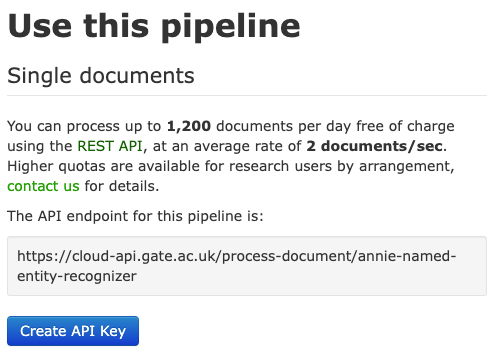 Use this pipeline
Single documents
You can process up to 1,200 documents per day free of charge
using the REST API, at an average rate of 2 documents/sec.
Higher quotas are available for research users by arrangement,
contact us for details.
The API endpoint for this pipeline is:
https://cloud-api.gate.ac.uk/process-document/annie-named-
entity-recognizer
Create API Key